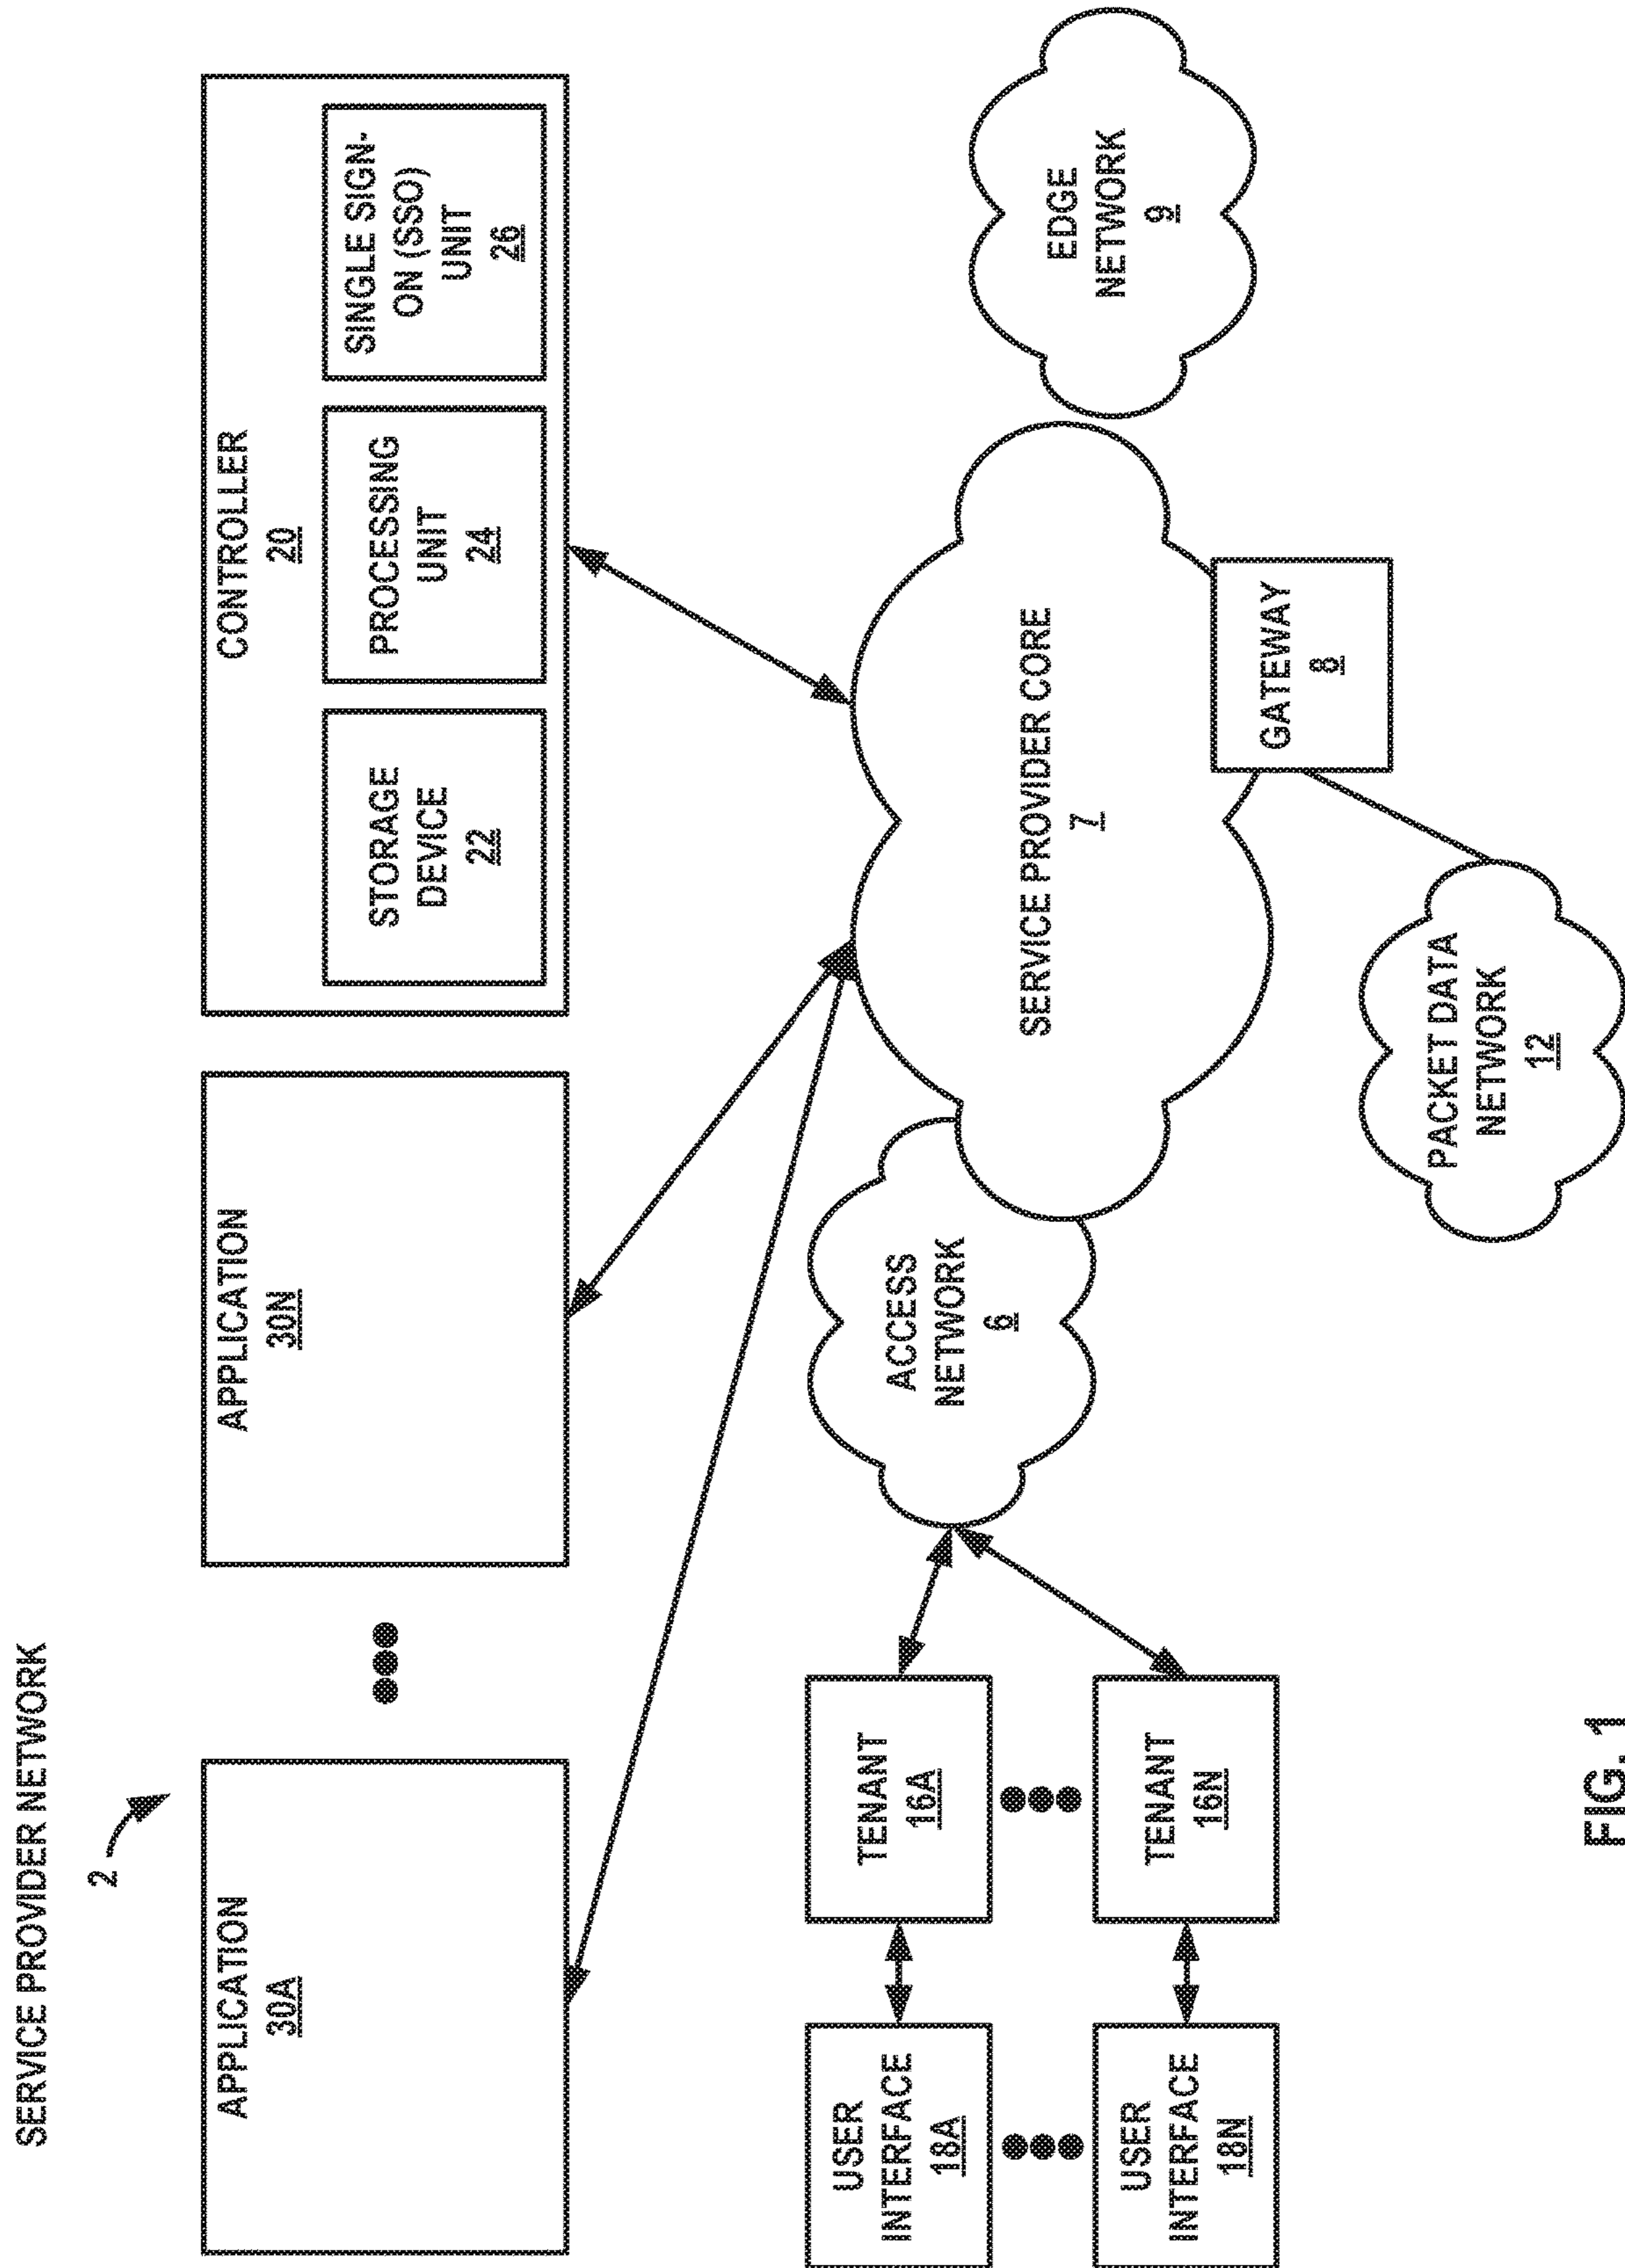 SERVICE PROVIDER NETWORK
2
APPLICATION
30A
APPLICATION
30N
CONTROLLER
20
STORAGE
DEVICE
22
PROCESSING
UNIT
24
SINGLE SIGN-
ON (SSO)
UNIT
26
USER
INTERFACE
18A
TENANT
16A
ACCESS
NETWORK
6
SERVICE PROVIDER CORE
7
EDGE
NETWORK
9
USER
INTERFACE
18N
TENANT
16N
GATEWAY
8
PACKET DATA
NETWORK
12
FIG. 1